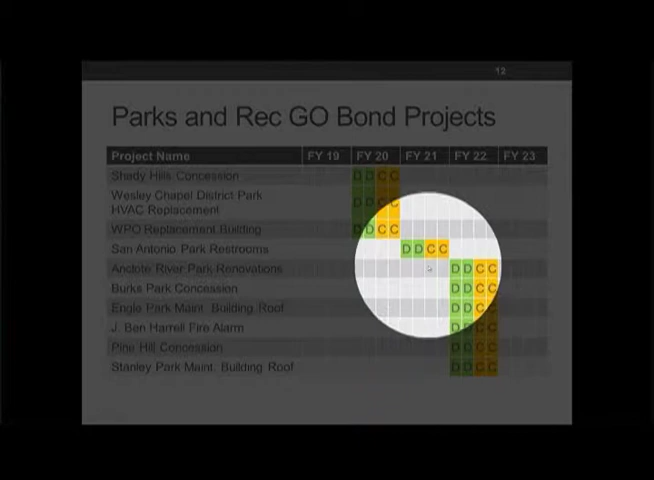 12
Parks and Rec GO Bond Projects
Project Name FY 19 FY 20 FY 21 FY 22 FY 23
Shady Hills Concession D D C C
Wesley Chapel District Park
HVAC Replacement D D C C
WPO Replacement Building D D C C
San Antonio Park Restrooms D D C C
Anclote River Park Renovations D D C C
Burks Park Concession D D C C
Engle Park Maint. Building Roof D D C C
J. Ben Harrell Fire Alarm D D C C
Pine Hill Concession D D C C
Stanley Park Maint. Building Roof D D C C